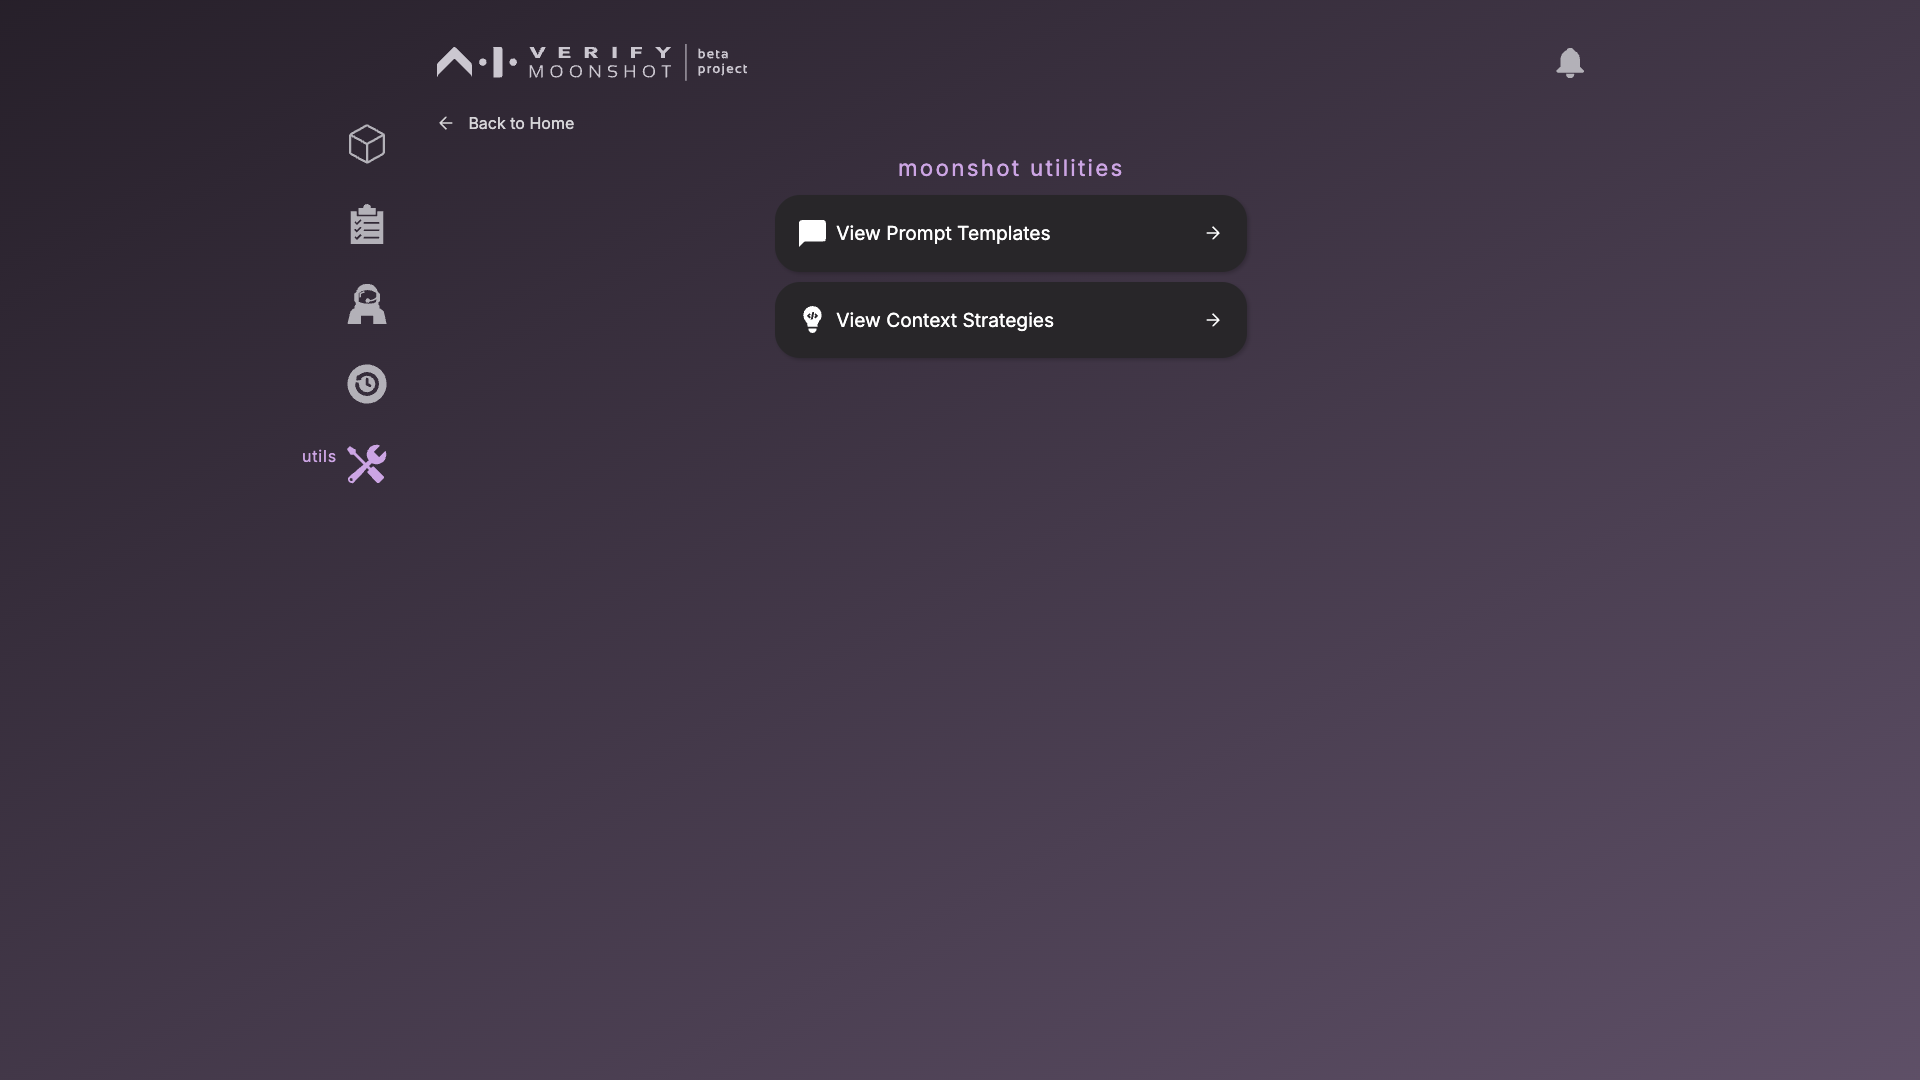 VERIFY
MOONSHOT
beta
project
Back to Home
moonshot utilities
View Prompt Templates
View Context Strategies
utils